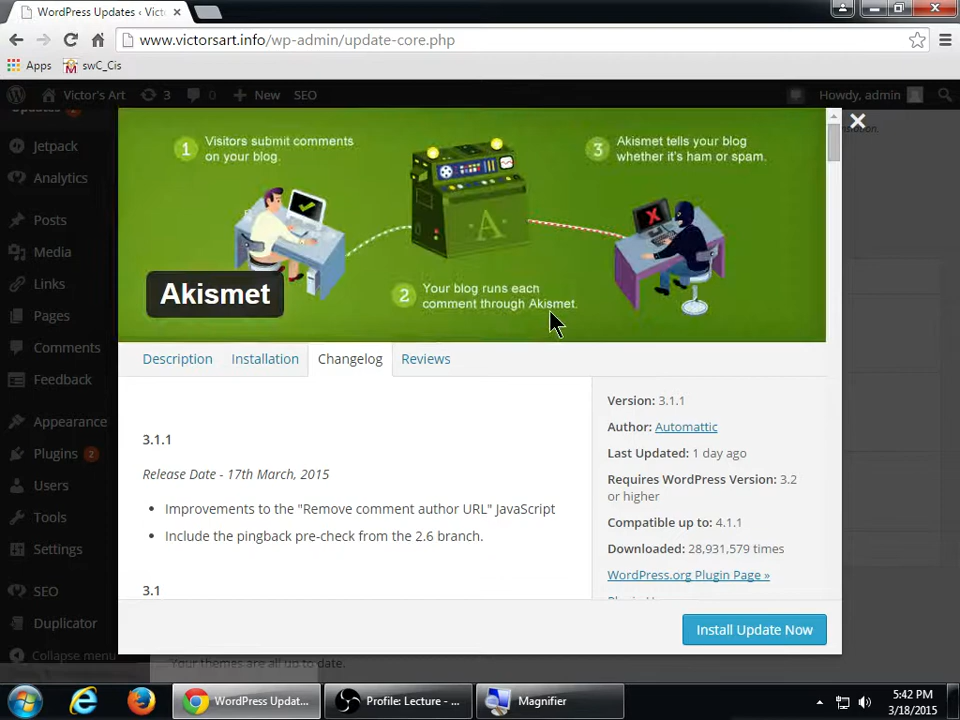 WordPress Updates ‹ Victo
www.victorsart.info/wp-admin/update-core.php
Apps swC_Cis
Victor's Art 3 0 New SEO Howdy, admin
Updates
Jetpack
Analytics
Posts
Media
Links
Pages
Comments
Feedback
Appearance
Plugins 2
Users
Tools
Settings
SEO
Duplicator
Collapse menu
1 Visitors submit comments
on your blog.
3 Akismet tells your blog
whether it's ham or spam.
A
2 Your blog runs each
comment through Akismet.
Akismet
Description Installation Changelog Reviews
3.1.1
Release Date - 17th March, 2015
• Improvements to the "Remove comment author URL" JavaScript
• Include the pingback pre-check from the 2.6 branch.
3.1
Version: 3.1.1
Author: Automattic
Last Updated: 1 day ago
Requires WordPress Version: 3.2
or higher
Compatible up to: 4.1.1
Downloaded: 28,931,579 times
WordPress.org Plugin Page »
Install Update Now
Your themes are all up to date.
WordPress Updat... Profile: Lecture - ... Magnifier
5:42 PM
3/18/2015